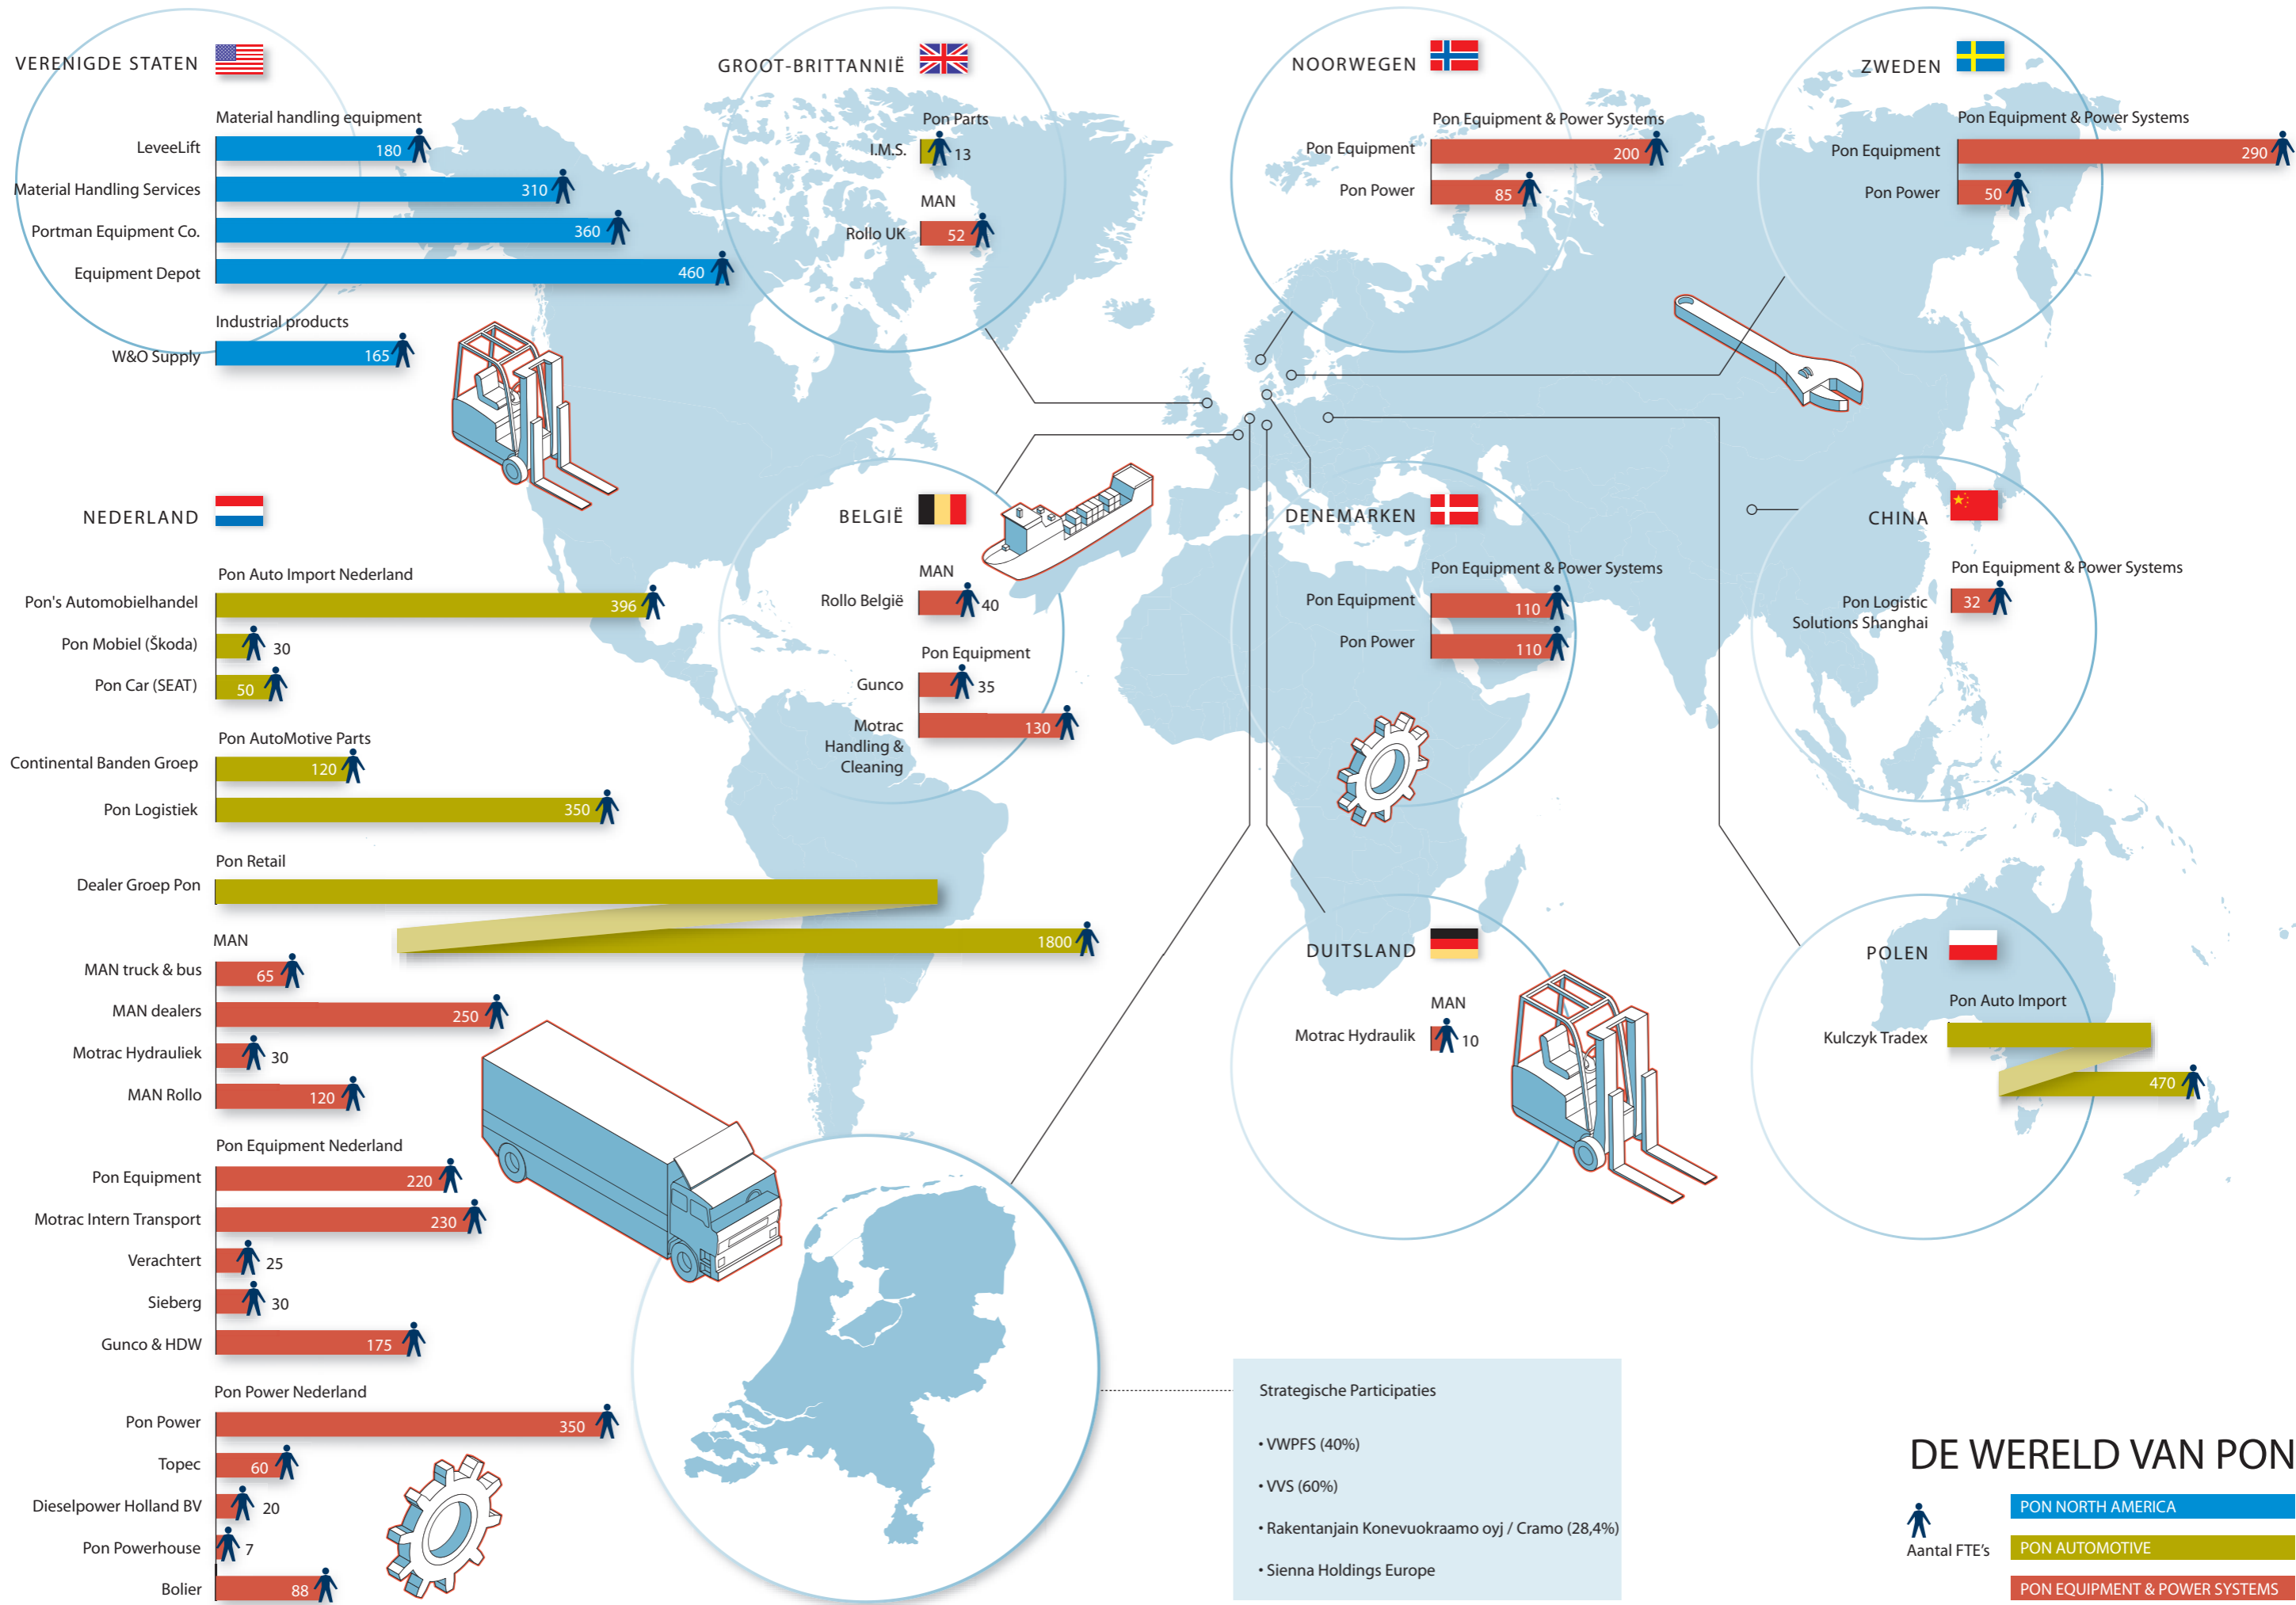 VERENIGDE STATEN
Material handling equipment
LeveeLift
180
Material Handling Services
310
Portman Equipment Co.
360
Equipment Depot
460
Industrial products
W&O Supply
165
GROOT-BRITTANNIË
Pon Parts
I.M.S.
13
MAN
Rollo UK
52
NOORWEGEN
Pon Equipment & Power Systems
Pon Equipment
200
Pon Power
85
ZWEDEN
Pon Equipment & Power Systems
Pon Equipment
290
Pon Power
50
NEDERLAND
Pon Auto Import Nederland
Pon's Automobielhandel
396
Pon Mobiel (Škoda)
30
Pon Car (SEAT)
50
Pon AutoMotive Parts
Continental Banden Groep
120
Pon Logistiek
350
Pon Retail
Dealer Groep Pon
1800
MAN
MAN truck & bus
65
MAN dealers
250
Motrac Hydrauliek
30
MAN Rollo
120
Pon Equipment Nederland
Pon Equipment
220
Motrac Intern Transport
230
Verachtert
25
Sieberg
30
Gunco & HDW
175
Pon Power Nederland
Pon Power
350
Topec
60
Dieselpower Holland BV
20
Pon Powerhouse
7
Bolier
88
BELGIË
MAN
Rollo België
40
Pon Equipment
Gunco
35
Motrac
Handling &
Cleaning
130
DENEMARKEN
Pon Equipment & Power Systems
Pon Equipment
110
Pon Power
110
CHINA
Pon Equipment & Power Systems
Pon Logistic
Solutions Shanghai
32
DUITSLAND
MAN
Motrac Hydraulik
10
POLEN
Pon Auto Import
Kulczyk Tradex
470
Strategische Participaties
• VWPFS (40%)
• VVS (60%)
• Rakentanjain Konevuokraamo oyj / Cramo (28,4%)
• Sienna Holdings Europe
DE WERELD VAN PON
Aantal FTE's
PON NORTH AMERICA
PON AUTOMOTIVE
PON EQUIPMENT & POWER SYSTEMS